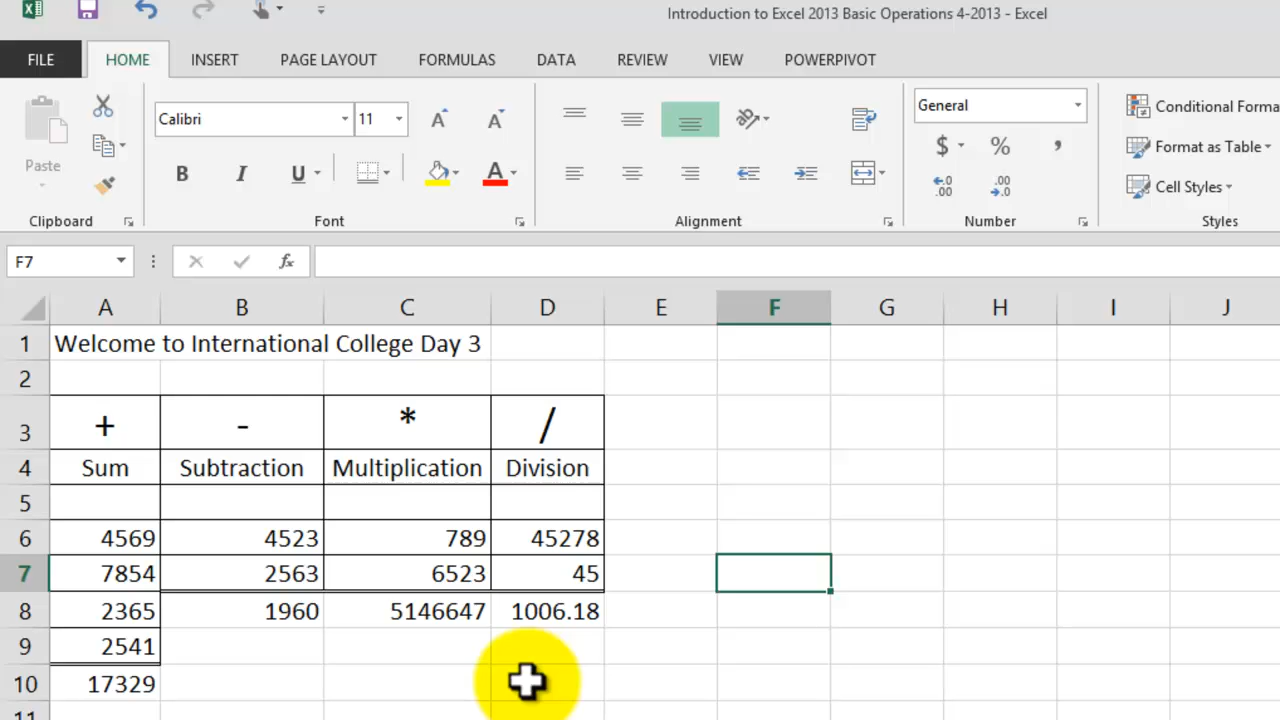 Introduction to Excel 2013 Basic Operations 4-2013 - Excel
FILE HOME INSERT PAGE LAYOUT FORMULAS DATA REVIEW VIEW POWERPIVOT
Calibri 11 General Conditional Forma
Paste $ % , Format as Table
B I U A .00 .00 Cell Styles
Clipboard Font Alignment Number Styles
F7 fx
A B C D E F G H I J
1 Welcome to International College Day 3
2
3 + - * /
4 Sum Subtraction Multiplication Division
5
6 4569 4523 789 45278
7 7854 2563 6523 45
8 2365 1960 5146647 1006.18
9 2541
10 17329
11